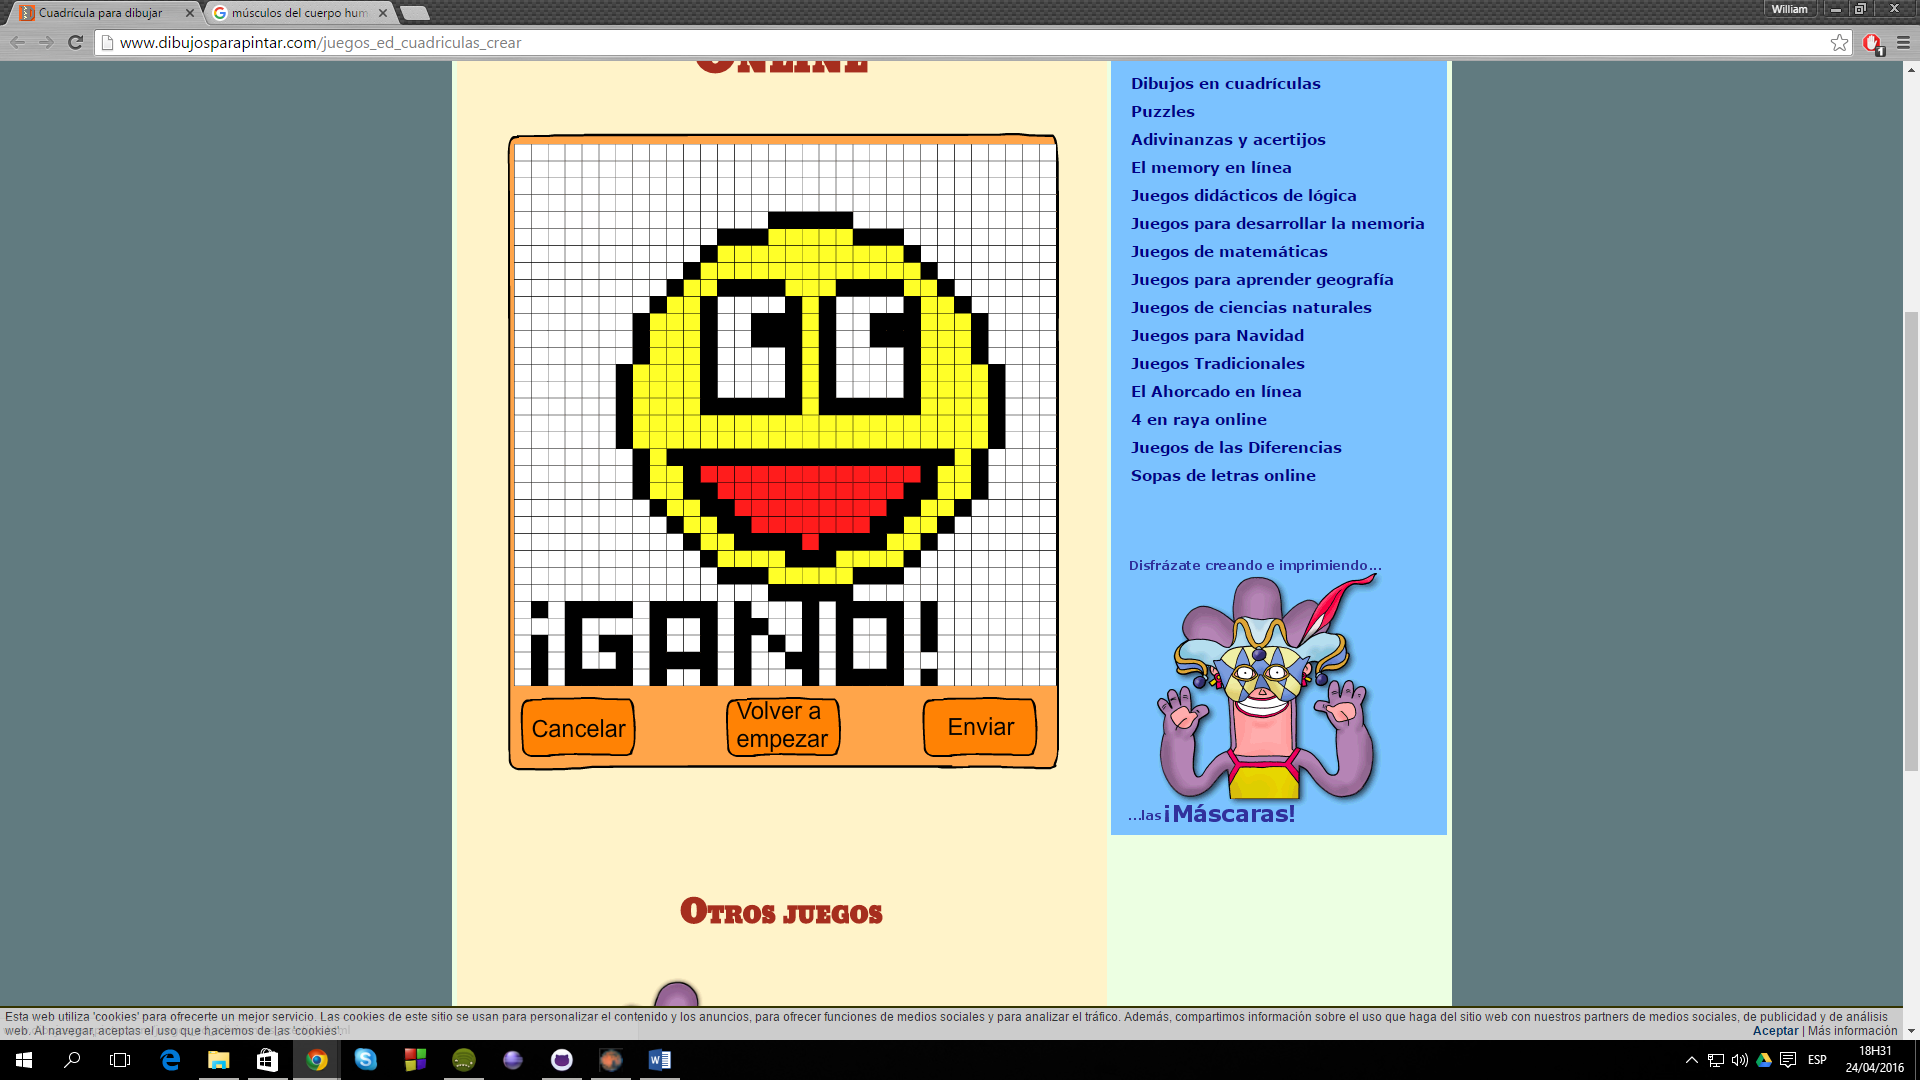 Cuadrícula para dibujar
músculos del cuerpo hum
William
www.dibujosparapintar.com/juegos_ed_cuadriculas_crear
1
ONLINE
¡GANO!
Cancelar
Volver a
empezar
Enviar
OTROS JUEGOS
Dibujos en cuadrículas
Puzzles
Adivinanzas y acertijos
El memory en línea
Juegos didácticos de lógica
Juegos para desarrollar la memoria
Juegos de matemáticas
Juegos para aprender geografía
Juegos de ciencias naturales
Juegos para Navidad
Juegos Tradicionales
El Ahorcado en línea
4 en raya online
Juegos de las Diferencias
Sopas de letras online
Disfrázate creando e imprimiendo...
...las ¡Máscaras!
Esta web utiliza 'cookies' para ofrecerte un mejor servicio. Las cookies de este sitio se usan para personalizar el contenido y los anuncios, para ofrecer funciones de medios sociales y para analizar el tráfico. Además, compartimos información sobre el uso que haga del sitio web con nuestros partners de medios sociales, de publicidad y de análisis
web. Al navegar, aceptas el uso que hacemos de las 'cookies'.
Aceptar | Más información
ESP
18H31
24/04/2016